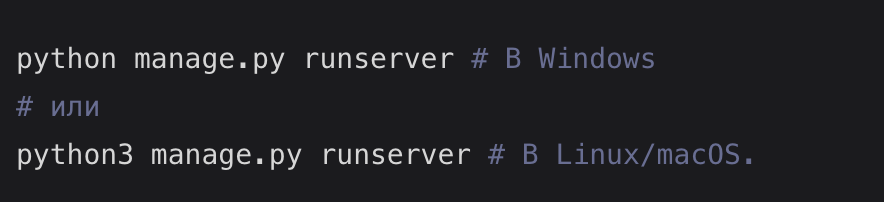 python manage.py runserver # В Windows
# или
python3 manage.py runserver # В Linux/macOS.